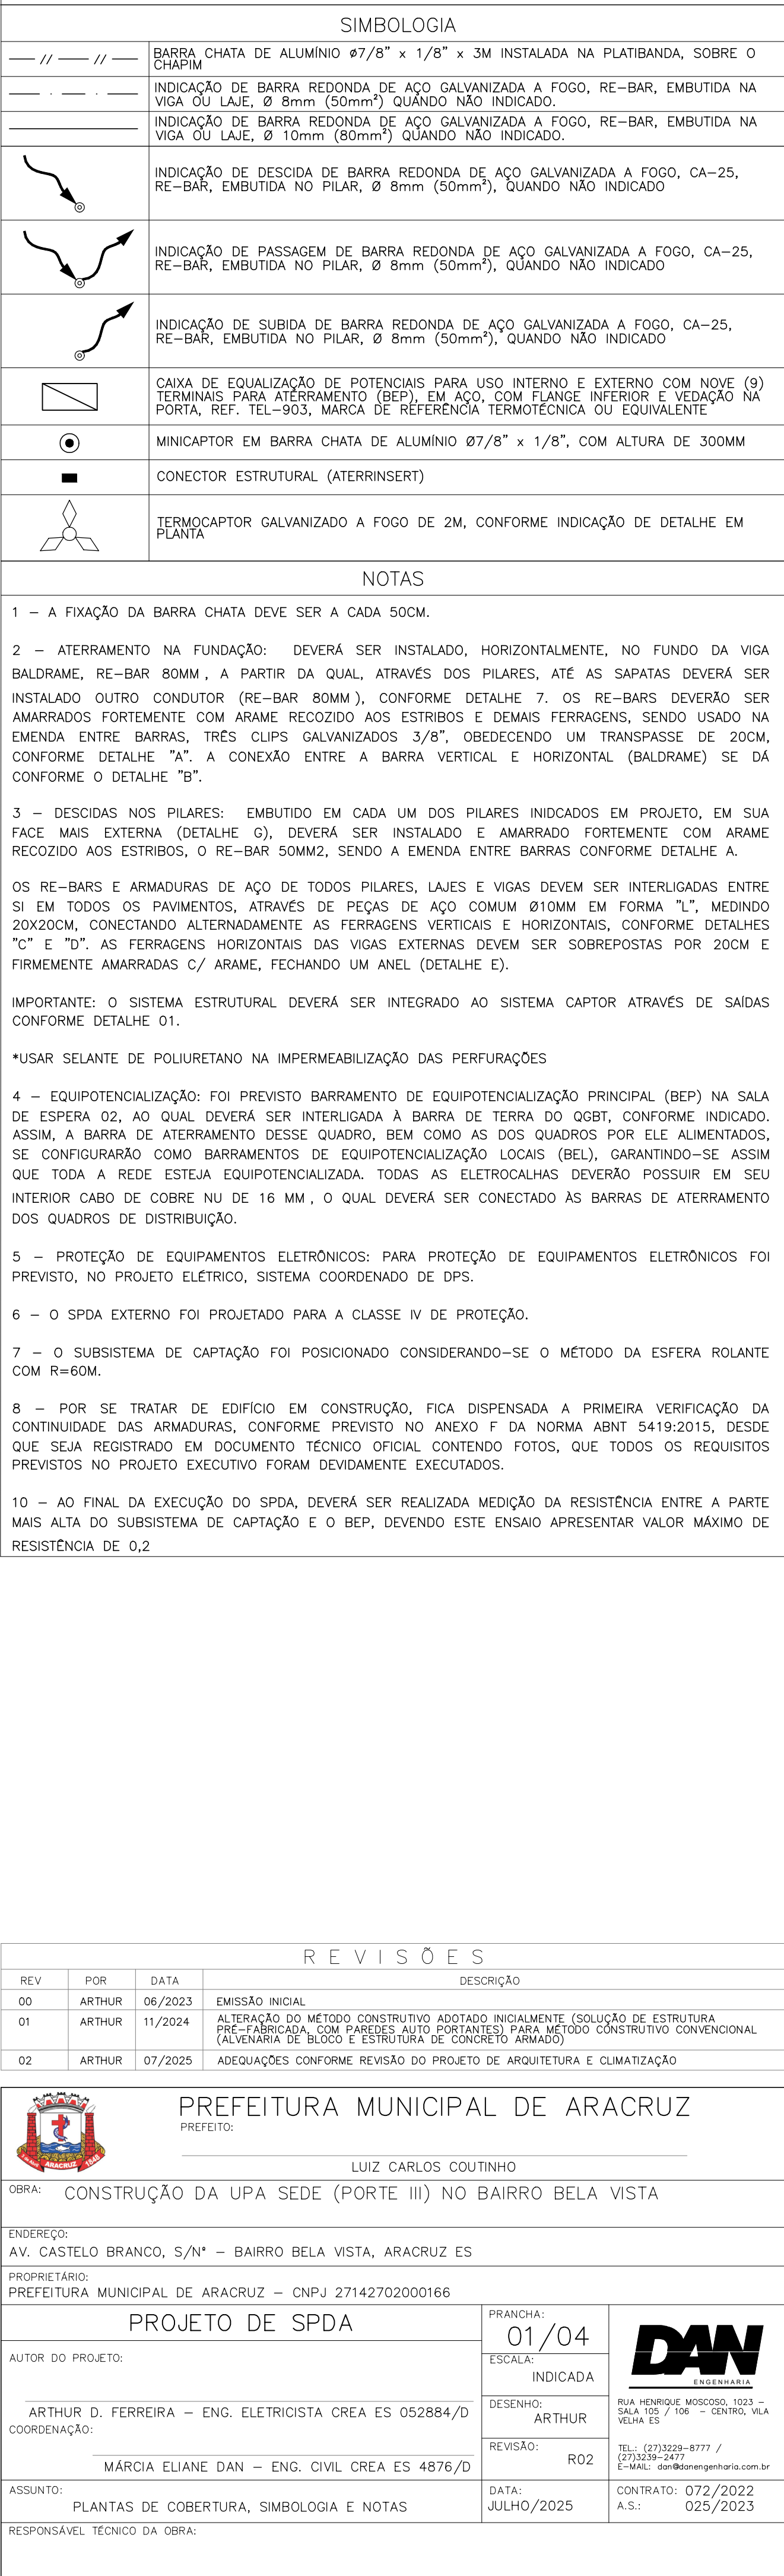 SIMBOLOGIA
BARRA CHATA DE ALUMÍNIO Ø7/8" x 1/8" x 3M INSTALADA NA PLATIBANDA, SOBRE O
CHAPIM
INDICAÇÃO DE BARRA REDONDA DE AÇO GALVANIZADA A FOGO, RE-BAR, EMBUTIDA NA
VIGA OU LAJE, Ø 8mm (50mm²) QUANDO NÃO INDICADO.
INDICAÇÃO DE BARRA REDONDA DE AÇO GALVANIZADA A FOGO, RE-BAR, EMBUTIDA NA
VIGA OU LAJE, Ø 10mm (80mm²) QUANDO NÃO INDICADO.
INDICAÇÃO DE DESCIDA DE BARRA REDONDA DE AÇO GALVANIZADA A FOGO, CA-25,
RE-BAR, EMBUTIDA NO PILAR, Ø 8mm (50mm²), QUANDO NÃO INDICADO
INDICAÇÃO DE PASSAGEM DE BARRA REDONDA DE AÇO GALVANIZADA A FOGO, CA-25,
RE-BAR, EMBUTIDA NO PILAR, Ø 8mm (50mm²), QUANDO NÃO INDICADO
INDICAÇÃO DE SUBIDA DE BARRA REDONDA DE AÇO GALVANIZADA A FOGO, CA-25,
RE-BAR, EMBUTIDA NO PILAR, Ø 8mm (50mm²), QUANDO NÃO INDICADO
CAIXA DE EQUALIZAÇÃO DE POTENCIAIS PARA USO INTERNO E EXTERNO COM NOVE (9)
TERMINAIS PARA ATERRAMENTO (BEP), EM AÇO, COM FLANGE INFERIOR E VEDAÇÃO NA
PORTA, REF. TEL-903, MARCA DE REFERÊNCIA TERMOTÉCNICA OU EQUIVALENTE
MINICAPTOR EM BARRA CHATA DE ALUMÍNIO Ø7/8" x 1/8", COM ALTURA DE 300MM
CONECTOR ESTRUTURAL (ATERRINSERT)
TERMOCAPTOR GALVANIZADO A FOGO DE 2M, CONFORME INDICAÇÃO DE DETALHE EM
PLANTA
NOTAS
1 - A FIXAÇÃO DA BARRA CHATA DEVE SER A CADA 50CM.
2 - ATERRAMENTO NA FUNDAÇÃO: DEVERÁ SER INSTALADO, HORIZONTALMENTE, NO FUNDO DA VIGA
BALDRAME, RE-BAR 80MM , A PARTIR DA QUAL, ATRAVÉS DOS PILARES, ATÉ AS SAPATAS DEVERÁ SER
INSTALADO OUTRO CONDUTOR (RE-BAR 80MM ), CONFORME DETALHE 7. OS RE-BARS DEVERÃO SER
AMARRADOS FORTEMENTE COM ARAME RECOZIDO AOS ESTRIBOS E DEMAIS FERRAGENS, SENDO USADO NA
EMENDA ENTRE BARRAS, TRÊS CLIPS GALVANIZADOS 3/8", OBEDECENDO UM TRANSPASSE DE 20CM,
CONFORME DETALHE "A". A CONEXÃO ENTRE A BARRA VERTICAL E HORIZONTAL (BALDRAME) SE DÁ
CONFORME O DETALHE "B".
3 - DESCIDAS NOS PILARES: EMBUTIDO EM CADA UM DOS PILARES INIDCADOS EM PROJETO, EM SUA
FACE MAIS EXTERNA (DETALHE G), DEVERÁ SER INSTALADO E AMARRADO FORTEMENTE COM ARAME
RECOZIDO AOS ESTRIBOS, O RE-BAR 50MM2, SENDO A EMENDA ENTRE BARRAS CONFORME DETALHE A.
OS RE-BARS E ARMADURAS DE AÇO DE TODOS PILARES, LAJES E VIGAS DEVEM SER INTERLIGADAS ENTRE
SI EM TODOS OS PAVIMENTOS, ATRAVÉS DE PEÇAS DE AÇO COMUM Ø10MM EM FORMA "L", MEDINDO
20X20CM, CONECTANDO ALTERNADAMENTE AS FERRAGENS VERTICAIS E HORIZONTAIS, CONFORME DETALHES
"C" E "D". AS FERRAGENS HORIZONTAIS DAS VIGAS EXTERNAS DEVEM SER SOBREPOSTAS POR 20CM E
FIRMEMENTE AMARRADAS C/ ARAME, FECHANDO UM ANEL (DETALHE E).
IMPORTANTE: O SISTEMA ESTRUTURAL DEVERÁ SER INTEGRADO AO SISTEMA CAPTOR ATRAVÉS DE SAÍDAS
CONFORME DETALHE 01.
*USAR SELANTE DE POLIURETANO NA IMPERMEABILIZAÇÃO DAS PERFURAÇÕES
4 - EQUIPOTENCIALIZAÇÃO: FOI PREVISTO BARRAMENTO DE EQUIPOTENCIALIZAÇÃO PRINCIPAL (BEP) NA SALA
DE ESPERA 02, AO QUAL DEVERÁ SER INTERLIGADA À BARRA DE TERRA DO QGBT, CONFORME INDICADO.
ASSIM, A BARRA DE ATERRAMENTO DESSE QUADRO, BEM COMO AS DOS QUADROS POR ELE ALIMENTADOS,
SE CONFIGURARÃO COMO BARRAMENTOS DE EQUIPOTENCIALIZAÇÃO LOCAIS (BEL), GARANTINDO-SE ASSIM
QUE TODA A REDE ESTEJA EQUIPOTENCIALIZADA. TODAS AS ELETROCALHAS DEVERÃO POSSUIR EM SEU
INTERIOR CABO DE COBRE NU DE 16 MM , O QUAL DEVERÁ SER CONECTADO ÀS BARRAS DE ATERRAMENTO
DOS QUADROS DE DISTRIBUIÇÃO.
5 - PROTEÇÃO DE EQUIPAMENTOS ELETRÔNICOS: PARA PROTEÇÃO DE EQUIPAMENTOS ELETRÔNICOS FOI
PREVISTO, NO PROJETO ELÉTRICO, SISTEMA COORDENADO DE DPS.
6 - O SPDA EXTERNO FOI PROJETADO PARA A CLASSE IV DE PROTEÇÃO.
7 - O SUBSISTEMA DE CAPTAÇÃO FOI POSICIONADO CONSIDERANDO-SE O MÉTODO DA ESFERA ROLANTE
COM R=60M.
8 - POR SE TRATAR DE EDIFÍCIO EM CONSTRUÇÃO, FICA DISPENSADA A PRIMEIRA VERIFICAÇÃO DA
CONTINUIDADE DAS ARMADURAS, CONFORME PREVISTO NO ANEXO F DA NORMA ABNT 5419:2015, DESDE
QUE SEJA REGISTRADO EM DOCUMENTO TÉCNICO OFICIAL CONTENDO FOTOS, QUE TODOS OS REQUISITOS
PREVISTOS NO PROJETO EXECUTIVO FORAM DEVIDAMENTE EXECUTADOS.
10 - AO FINAL DA EXECUÇÃO DO SPDA, DEVERÁ SER REALIZADA MEDIÇÃO DA RESISTÊNCIA ENTRE A PARTE
MAIS ALTA DO SUBSISTEMA DE CAPTAÇÃO E O BEP, DEVENDO ESTE ENSAIO APRESENTAR VALOR MÁXIMO DE
RESISTÊNCIA DE 0,2
REVISÕES
REV POR DATA DESCRIÇÃO
00 ARTHUR 06/2023 EMISSÃO INICIAL
01 ARTHUR 11/2024 ALTERAÇÃO DO MÉTODO CONSTRUTIVO ADOTADO INICIALMENTE (SOLUÇÃO DE ESTRUTURA
PRÉ-FABRICADA, COM PAREDES AUTO PORTANTES) PARA MÉTODO CONSTRUTIVO CONVENCIONAL
(ALVENARIA DE BLOCO E ESTRUTURA DE CONCRETO ARMADO)
02 ARTHUR 07/2025 ADEQUAÇÕES CONFORME REVISÃO DO PROJETO DE ARQUITETURA E CLIMATIZAÇÃO
ARACRUZ 1848
PREFEITURA MUNICIPAL DE ARACRUZ
PREFEITO:
LUIZ CARLOS COUTINHO
OBRA: CONSTRUÇÃO DA UPA SEDE (PORTE III) NO BAIRRO BELA VISTA
ENDEREÇO:
AV. CASTELO BRANCO, S/Nº - BAIRRO BELA VISTA, ARACRUZ ES
PROPRIETÁRIO:
PREFEITURA MUNICIPAL DE ARACRUZ - CNPJ 27142702000166
PROJETO DE SPDA
PRANCHA:
01/04
ESCALA:
INDICADA
DESENHO:
ARTHUR
REVISÃO:
R02
DAN
ENGENHARIA
RUA HENRIQUE MOSCOSO, 1023 -
SALA 105 / 106 - CENTRO, VILA
VELHA ES
TEL.: (27)3229-8777 /
(27)3239-2477
E-MAIL: dan@danengenharia.com.br
AUTOR DO PROJETO:
ARTHUR D. FERREIRA - ENG. ELETRICISTA CREA ES 052884/D
COORDENAÇÃO:
MÁRCIA ELIANE DAN - ENG. CIVIL CREA ES 4876/D
ASSUNTO:
PLANTAS DE COBERTURA, SIMBOLOGIA E NOTAS
DATA:
JULHO/2025
CONTRATO: 072/2022
A.S.: 025/2023
RESPONSÁVEL TÉCNICO DA OBRA: